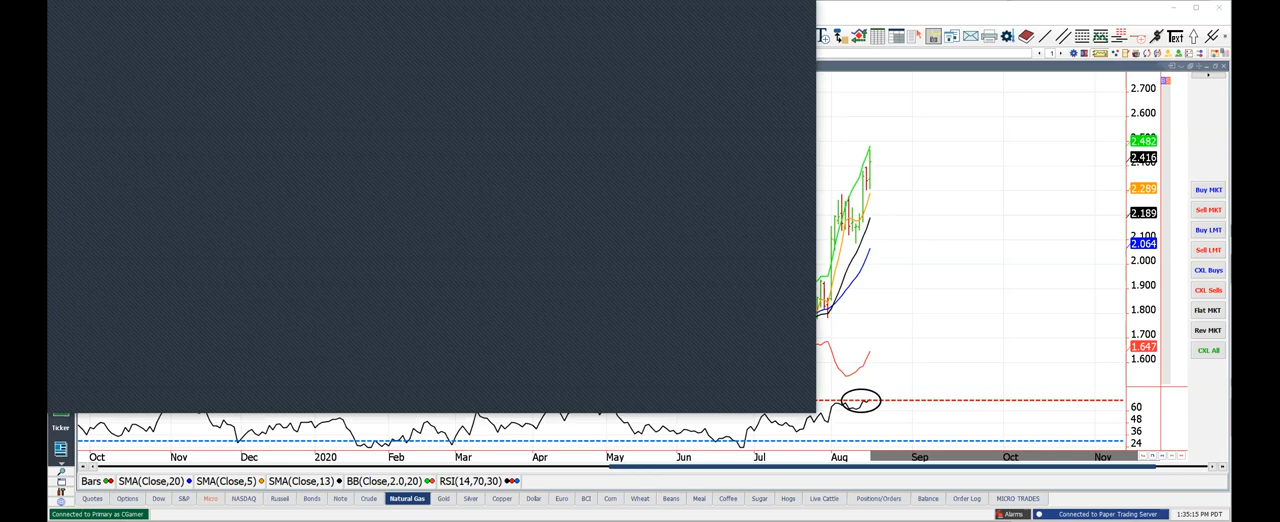 Text
1
2.700
2.600
2.482
2.416
2.289
2.189
2.100
2.064
2.000
1.900
1.800
1.700
1.647
1.600
60
48
36
24
Buy MKT
Sell MKT
Buy LMT
Sell LMT
CXL Buys
CXL Sells
Flat MKT
Rev MKT
CXL All
Ticker
Oct Nov Dec 2020 Feb Mar Apr May Jun Jul Aug Sep Oct Nov
Bars SMA(Close,20) SMA(Close,5) SMA(Close,13) BB(Close,2.0,20) RSI(14,70,30)
Quotes Options Dow S&P Micro NASDAQ Russell Bonds Note Crude Natural Gas Gold Silver Copper Dollar Euro BCI Corn Wheat Beans Meal Coffee Sugar Hogs Live Cattle Positions/Orders Balance Order Log MICRO TRADES
Connected to Primary as CGamer Alarms Connected to Paper Trading Server 1:35:15 PM PDT